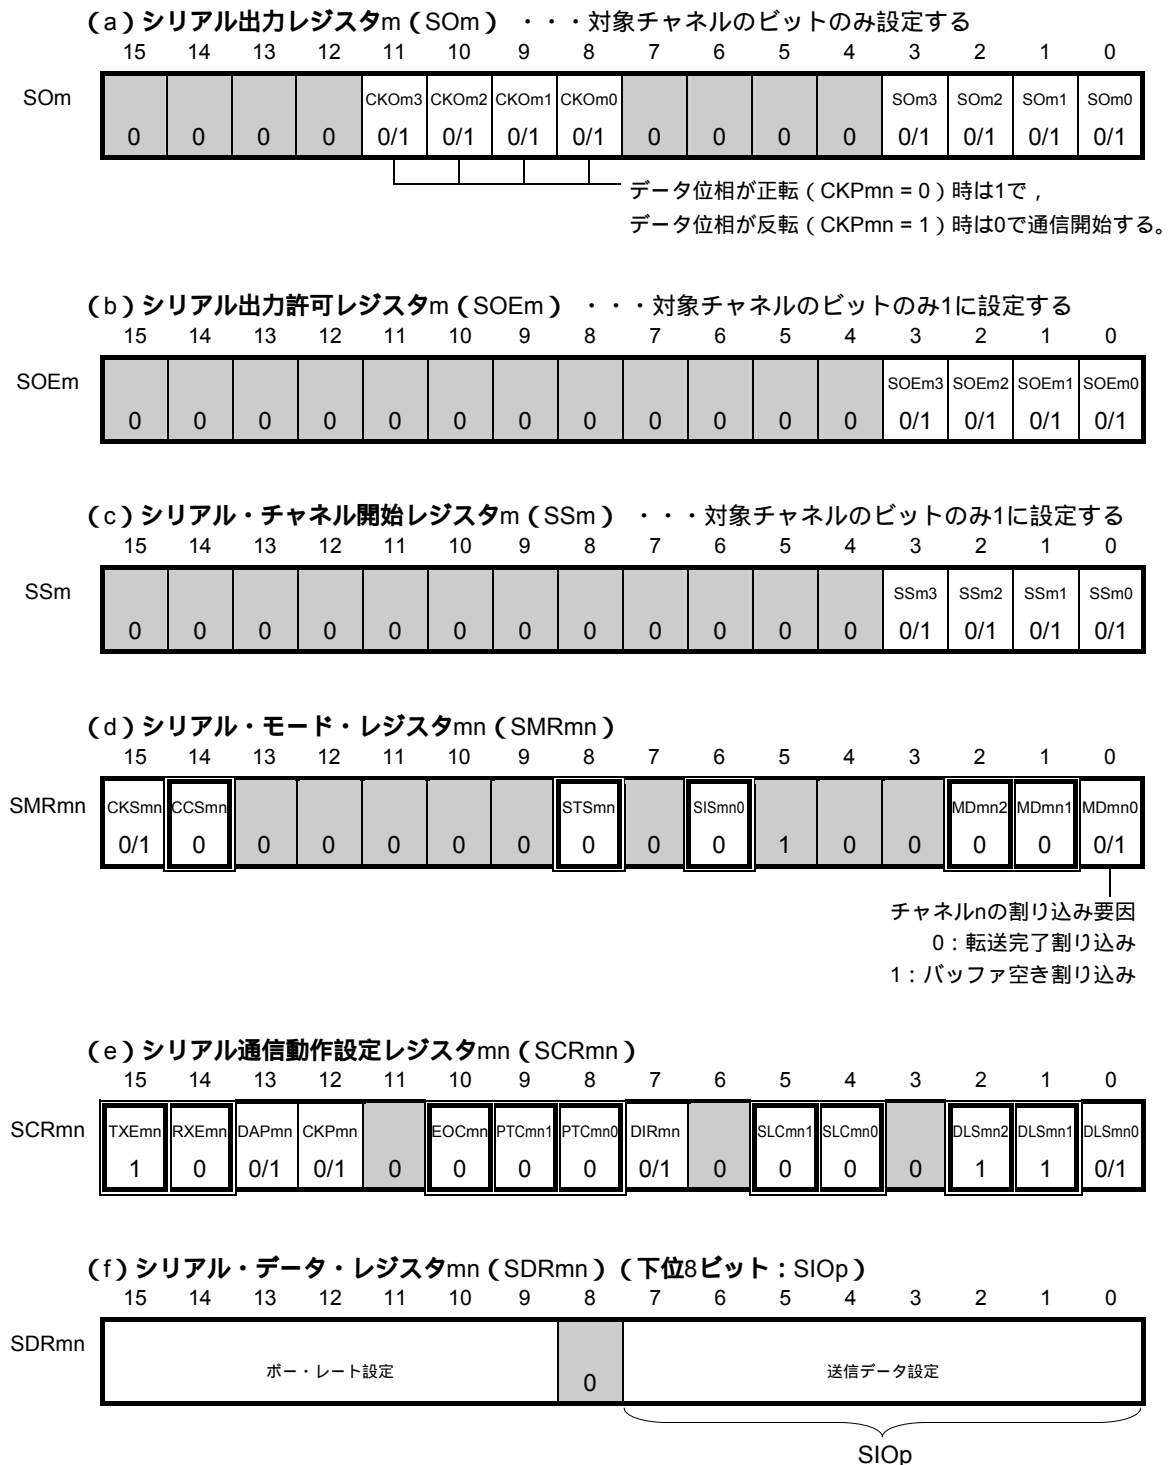 （a）シリアル出力レジスタm（SOm） ・・・対象チャネルのビットのみ設定する
15 14 13 12 11 10 9 8 7 6 5 4 3 2 1 0
SOm
CKOm3 CKOm2 CKOm1 CKOm0 SOm3 SOm2 SOm1 SOm0
0 0 0 0 0/1 0/1 0/1 0/1 0 0 0 0 0/1 0/1 0/1 0/1
データ位相が正転（CKPmn = 0）時は1で，
データ位相が反転（CKPmn = 1）時は0で通信開始する。
（b）シリアル出力許可レジスタm（SOEm） ・・・対象チャネルのビットのみ1に設定する
15 14 13 12 11 10 9 8 7 6 5 4 3 2 1 0
SOEm
SOEm3 SOEm2 SOEm1 SOEm0
0 0 0 0 0 0 0 0 0 0 0 0 0/1 0/1 0/1 0/1
（c）シリアル・チャネル開始レジスタm（SSm） ・・・対象チャネルのビットのみ1に設定する
15 14 13 12 11 10 9 8 7 6 5 4 3 2 1 0
SSm
SSm3 SSm2 SSm1 SSm0
0 0 0 0 0 0 0 0 0 0 0 0 0/1 0/1 0/1 0/1
（d）シリアル・モード・レジスタmn（SMRmn）
15 14 13 12 11 10 9 8 7 6 5 4 3 2 1 0
SMRmn
CKSmn CCSmn STSmn SISmn0 MDmn2 MDmn1 MDmn0
0/1 0 0 0 0 0 0 0 0 0 1 0 0 0 0 0/1
チャネルnの割り込み要因
0：転送完了割り込み
1：バッファ空き割り込み
（e）シリアル通信動作設定レジスタmn（SCRmn）
15 14 13 12 11 10 9 8 7 6 5 4 3 2 1 0
SCRmn
TXEmn RXEmn DAPmn CKPmn EOCmn PTCmn1 PTCmn0 DIRmn SLCmn1 SLCmn0 DLSmn2 DLSmn1 DLSmn0
1 0 0/1 0/1 0 0 0 0 0/1 0 0 0 0 1 1 0/1
（f）シリアル・データ・レジスタmn（SDRmn）（下位8ビット：SIOp）
15 14 13 12 11 10 9 8 7 6 5 4 3 2 1 0
SDRmn
ボー・レート設定 0 送信データ設定
SIOp